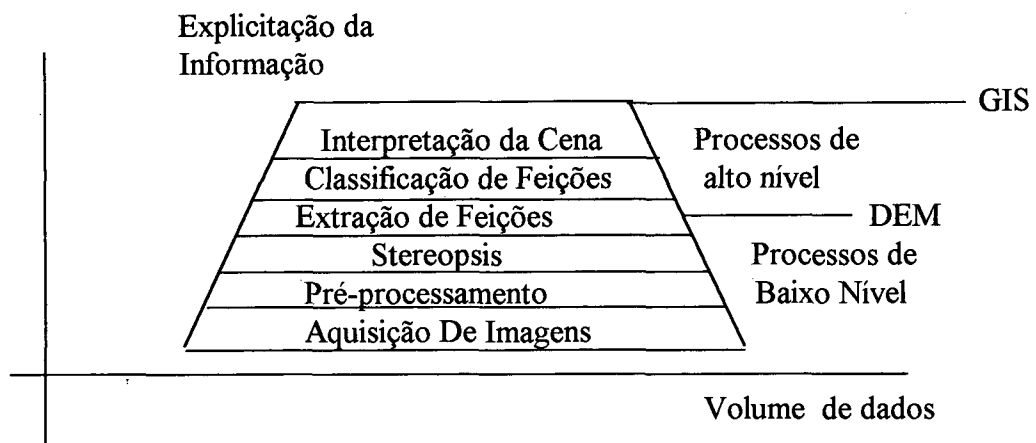 Explicitação da
Informação
GIS
Interpretação da Cena
Processos de
alto nível
Classificação de Feições
Extração de Feições
DEM
Stereopsis
Processos de
Baixo Nível
Pré-processamento
Aquisição De Imagens
Volume de dados